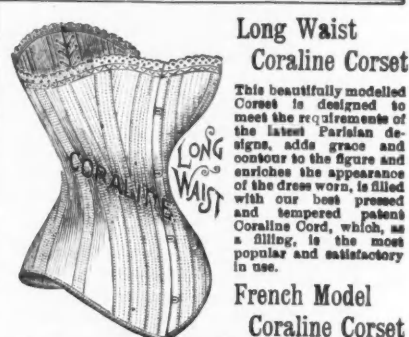 Long Waist
Coraline Corset
This beautifully modelled
Corset is designed to
meet the requirements of
the latest Parisian de-
signs, adds grace and
contour to the figure and
enriches the appearance
of the dress worn, is filled
with our best pressed
and tempered patent
Coraline Cord, which, as
a filling, is the most
popular and satisfactory
in use.
CORALINE
LONG
WAIST
French Model
Coraline Corset